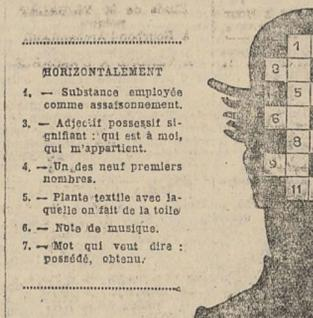 HORIZONTALEMENT
1. — Substance employée
comme assaisonnement.
3. — Adjectif possessif si-
gnifiant : qui est à moi,
qui m'appartient.
4. — Un des neuf premiers
nombres.
5. — Plante textile avec la-
quelle on fait de la toile
6. — Note de musique.
7. — Mot qui veut dire :
possédé, obtenu.
1
3
5
6
8
9
11